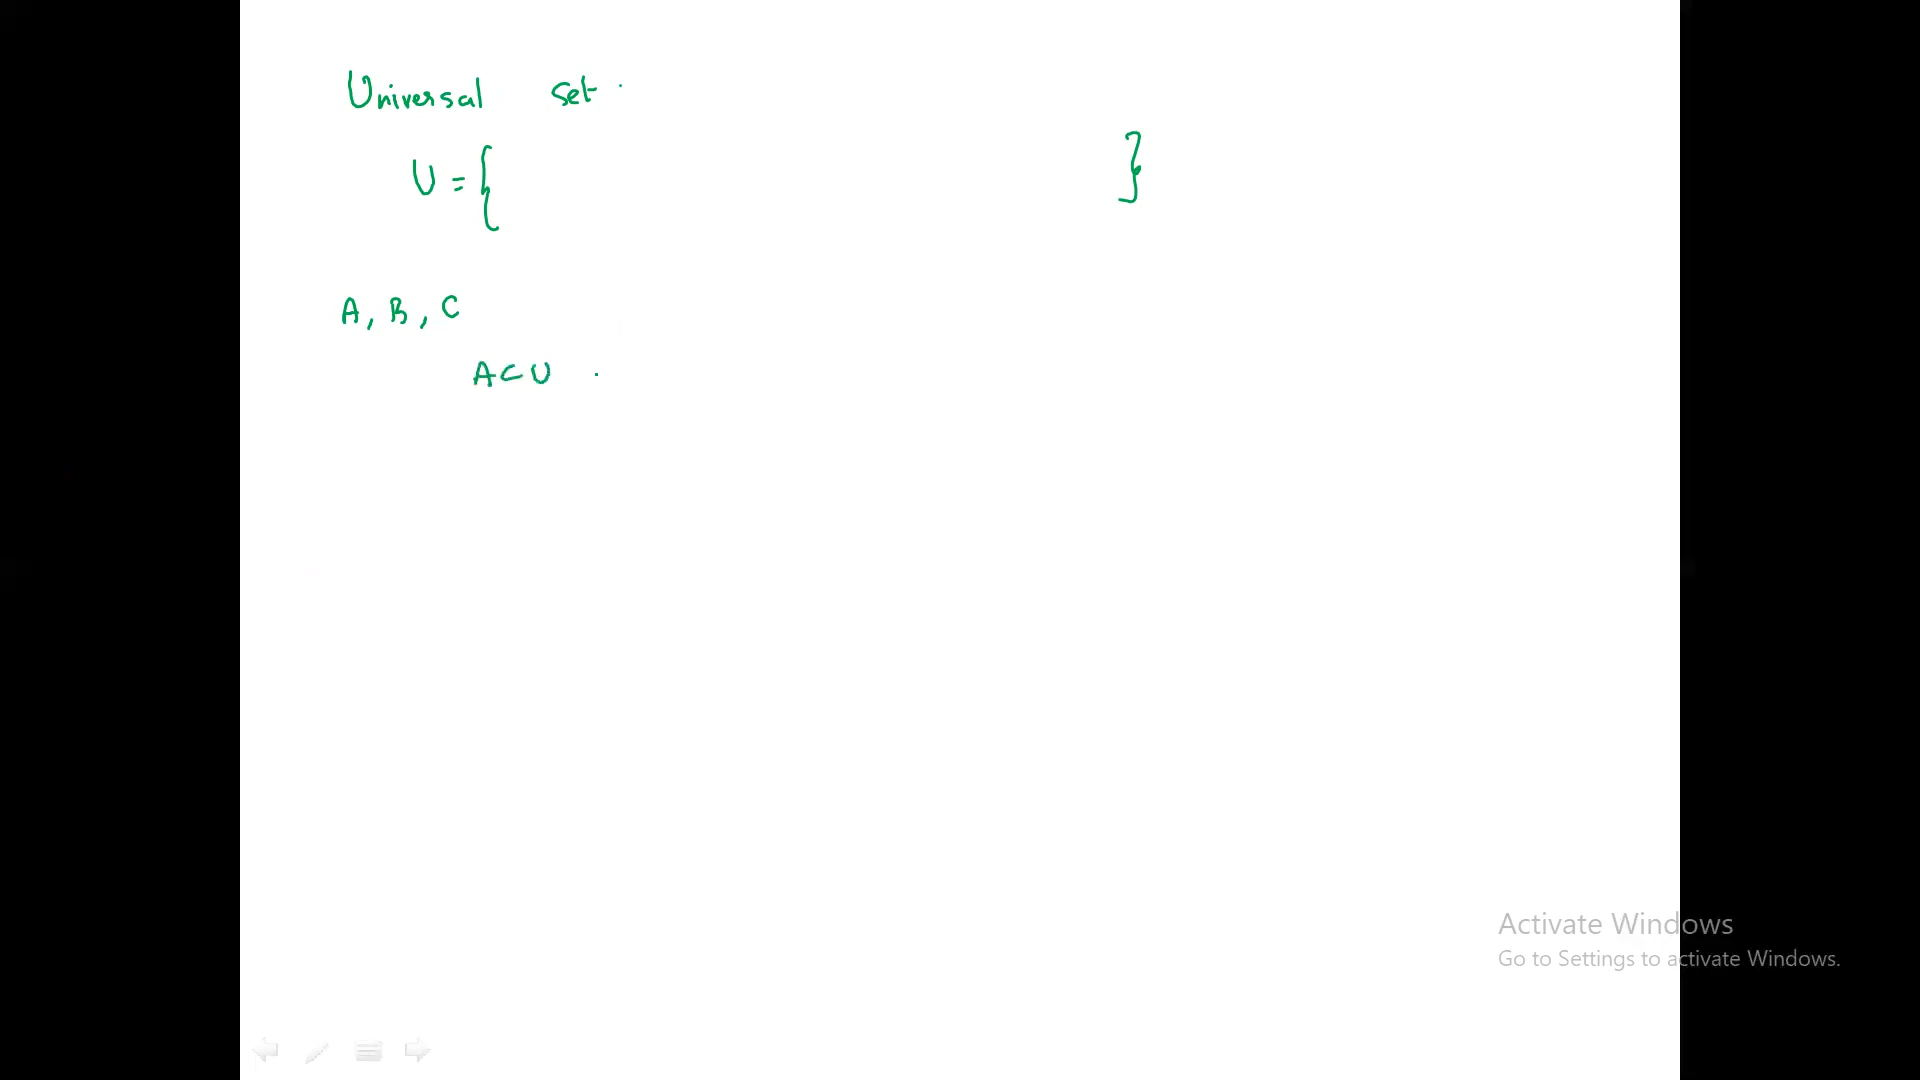 Universal set.
U = { }
A, B, C
A ⊂ U .
Activate Windows
Go to Settings to activate Windows.